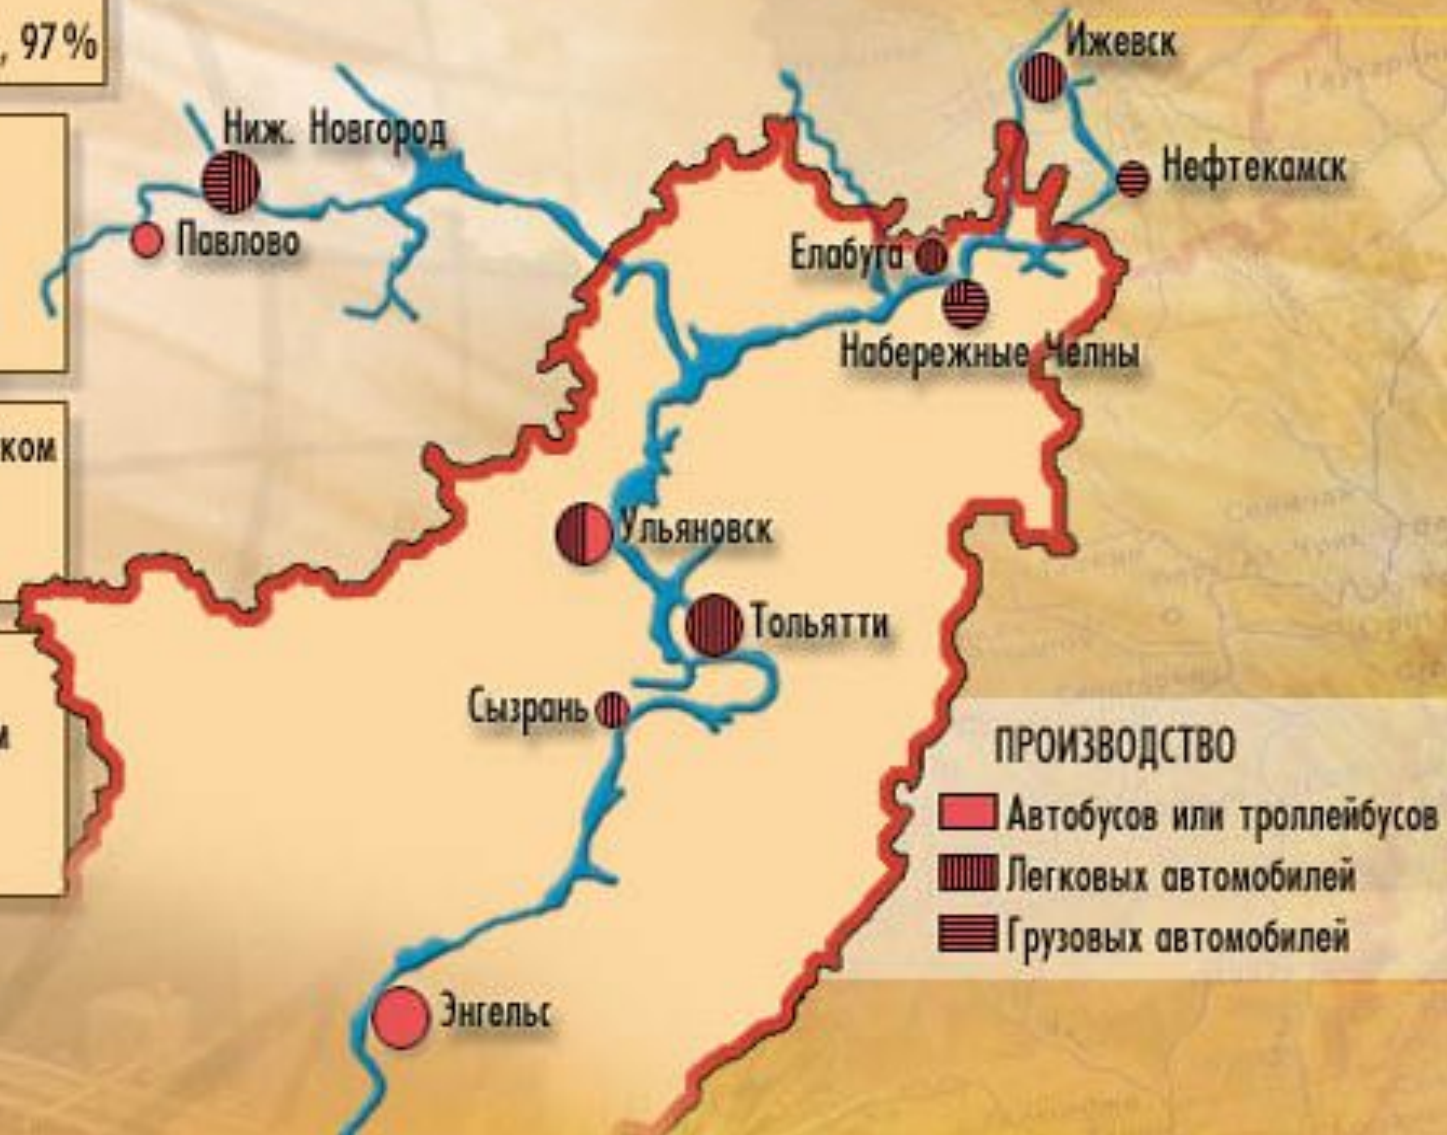 , 97 %
Ижевск
Ниж. Новгород
Нефтекамск
Павлово
Елабуга
Набережные Челны
ком
Ульяновск
Тольятти
Сызрань
м
ПРОИЗВОДСТВО
Автобусов или троллейбусов
Легковых автомобилей
Грузовых автомобилей
Энгельс